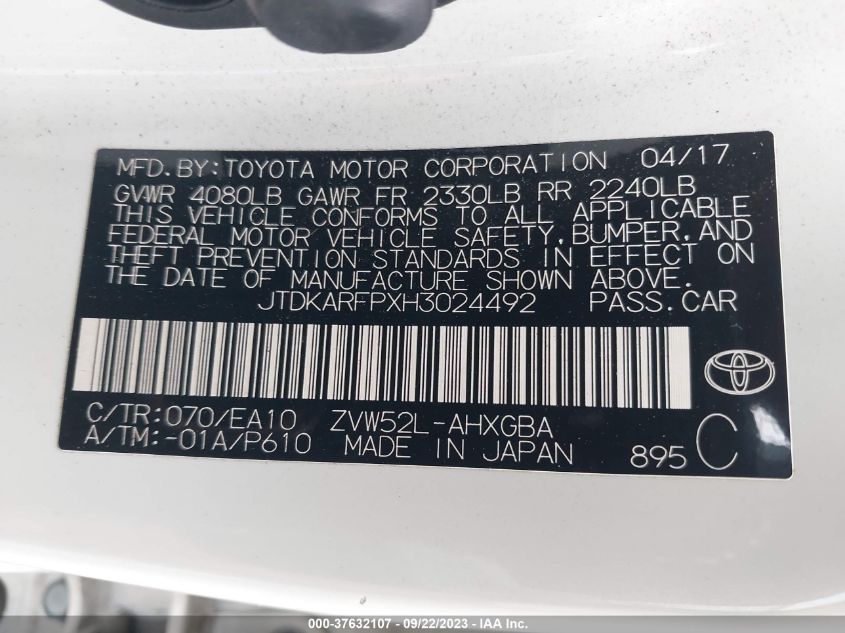 MFD.BY:TOYOTA MOTOR CORPORATION 04/17
GVWR 4080LB GAWR FR 2330LB RR 2240LB
THIS VEHICLE CONFORMS TO ALL APPLICABLE
FEDERAL MOTOR VEHICLE SAFETY,BUMPER,AND
THEFT PREVENTION STANDARDS IN EFFECT ON
THE DATE OF MANUFACTURE SHOWN ABOVE.
JTDKARFPXH3024492 PASS.CAR
C/TR:070/EA10 ZVW52L-AHXGBA
A/TM:-01A/P610 MADE IN JAPAN 895 C
000-37632107 - 09/22/2023 - IAA Inc.